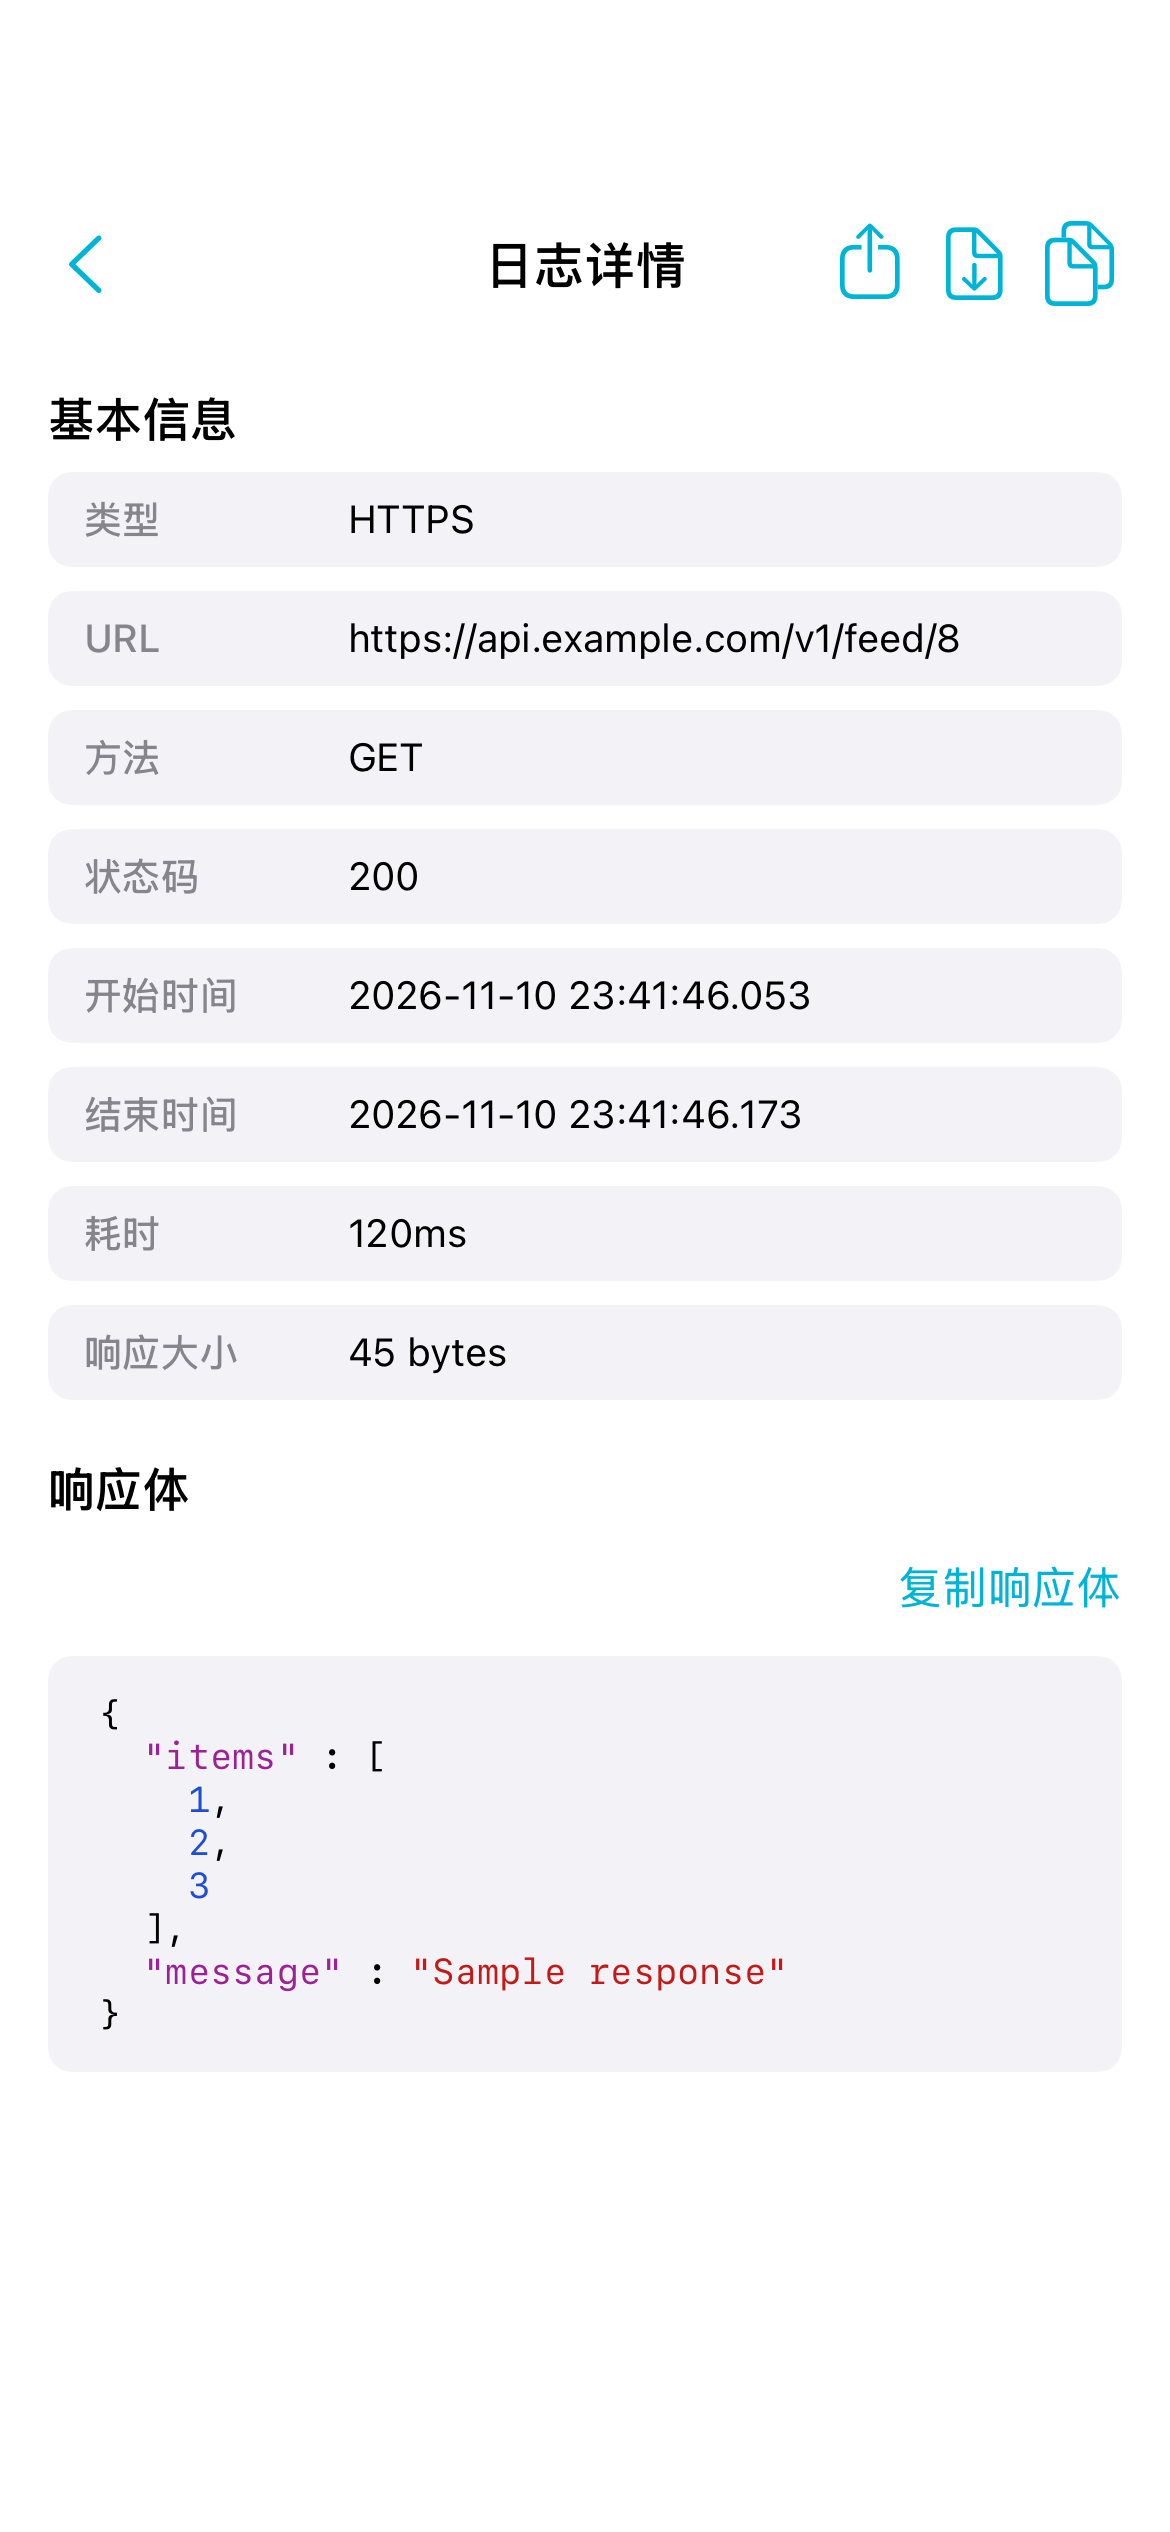 日志详情
基本信息
类型 HTTPS
URL https://api.example.com/v1/feed/8
方法 GET
状态码 200
开始时间 2026-11-10 23:41:46.053
结束时间 2026-11-10 23:41:46.173
耗时 120ms
响应大小 45 bytes
响应体
复制响应体
{
  "items" : [
    1,
    2,
    3
  ],
  "message" : "Sample response"
}